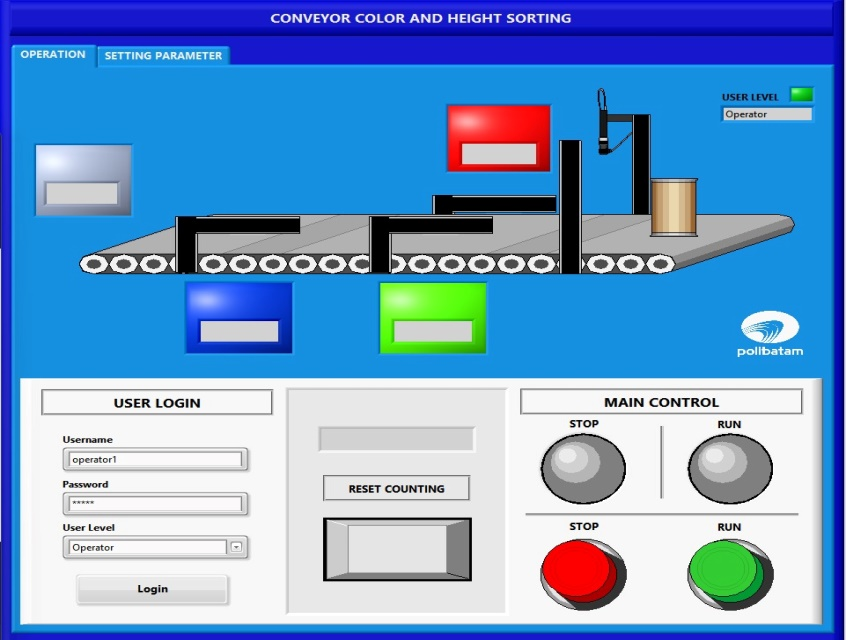 CONVEYOR COLOR AND HEIGHT SORTING
OPERATION
SETTING PARAMETER
USER LEVEL
Operator
polibatam
USER LOGIN
Username
operator1
Password
*****
User Level
Operator
Login
RESET COUNTING
MAIN CONTROL
STOP
RUN
STOP
RUN